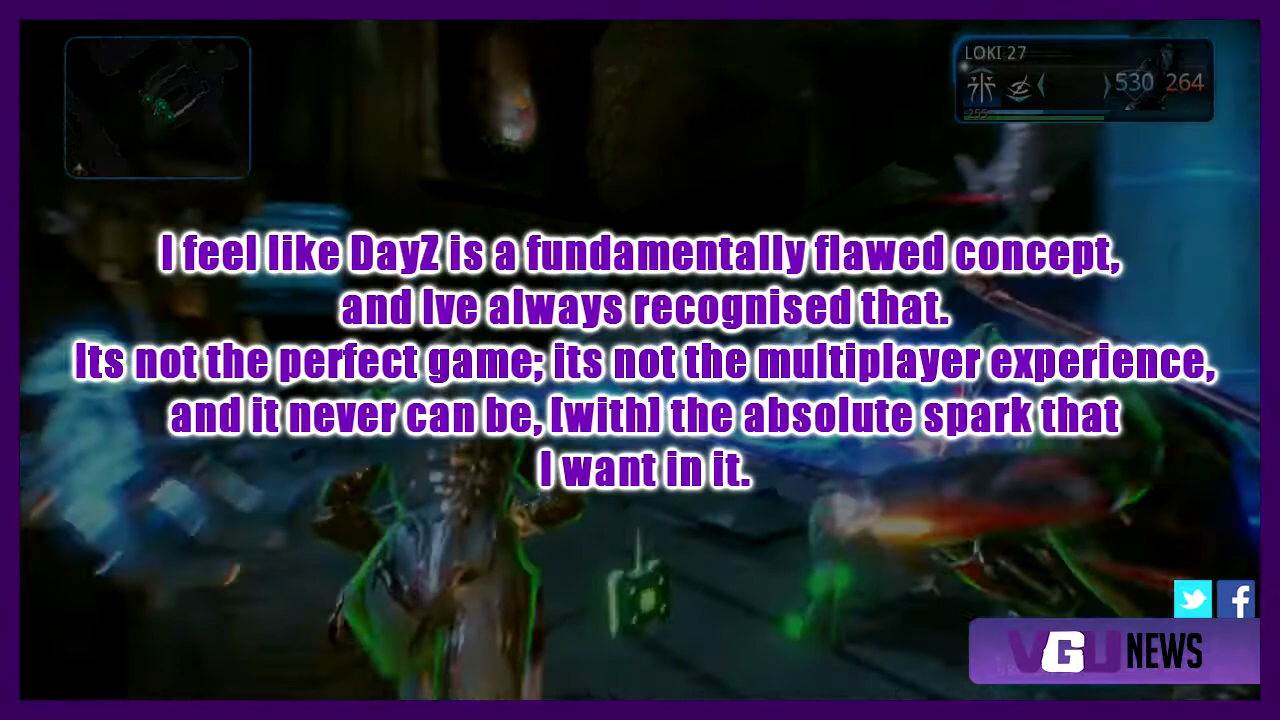 LOKI 27
530 264
255
I feel like DayZ is a fundamentally flawed concept,
and Ive always recognised that.
Its not the perfect game; its not the multiplayer experience,
and it never can be, [with] the absolute spark that
I want in it.
VGU NEWS